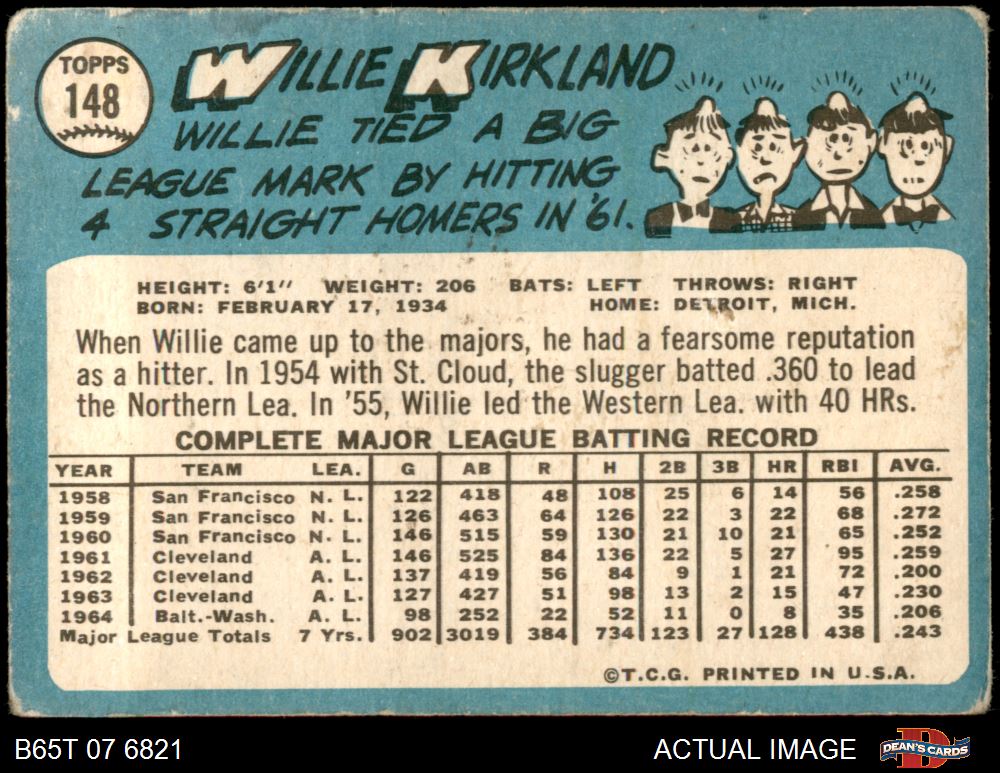 TOPPS
148
WILLIE KIRKLAND
WILLIE TIED A BIG
LEAGUE MARK BY HITTING
4 STRAIGHT HOMERS IN '61.
HEIGHT: 6'1" WEIGHT: 206 BATS: LEFT THROWS: RIGHT
BORN: FEBRUARY 17, 1934 HOME: DETROIT, MICH.
When Willie came up to the majors, he had a fearsome reputation
as a hitter. In 1954 with St. Cloud, the slugger batted .360 to lead
the Northern Lea. In '55, Willie led the Western Lea. with 40 HRs.
COMPLETE MAJOR LEAGUE BATTING RECORD
YEAR TEAM LEA. G AB R H 2B 3B HR RBI AVG.
1958 San Francisco N. L. 122 418 48 108 25 6 14 56 .258
1959 San Francisco N. L. 126 463 64 126 22 3 22 68 .272
1960 San Francisco N. L. 146 515 59 130 21 10 21 65 .252
1961 Cleveland A. L. 146 525 84 136 22 5 27 95 .259
1962 Cleveland A. L. 137 419 56 84 9 1 21 72 .200
1963 Cleveland A. L. 127 427 51 98 13 2 15 47 .230
1964 Balt.-Wash. A. L. 98 252 22 52 11 0 8 35 .206
Major League Totals 7 Yrs. 902 3019 384 734 123 27 128 438 .243
©T.C.G. PRINTED IN U.S.A.
B65T 07 6821 ACTUAL IMAGE DEAN'S CARDS